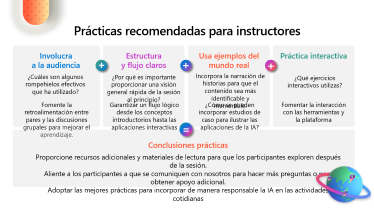 Prácticas recomendadas para instructores
Involucra
a la audiencia
¿Cuáles son algunos
rompehielos efectivos
que ha utilizado?
Fomente la
retroalimentación entre
pares y las discusiones
grupales para mejorar el
aprendizaje.
+
Estructura
y flujo claros
¿Por qué es importante
proporcionar una visión
general rápida de la sesión
al principio?
Garantizar un flujo lógico
desde los conceptos
introductorios hasta las
aplicaciones interactivas
+
Usa ejemplos del
mundo real
Incorpora la narración de
historias para que el
contenido sea más
identificable y
¿Cómo se pueden
incorporar estudios de
caso para ilustrar las
aplicaciones de la IA?
+
Práctica interactiva
¿Qué ejercicios
interactivos utilizas?
Fomentar la interacción
con las herramientas y
la plataforma
=
Conclusiones prácticas
Proporcione recursos adicionales y materiales de lectura para que los participantes exploren después
de la sesión.
Aliente a los participantes a que se comuniquen con nosotros para hacer más preguntas o
obtener apoyo adicional.
Adoptar las mejores prácticas para incorporar de manera responsable la IA en las actividades
cotidianas